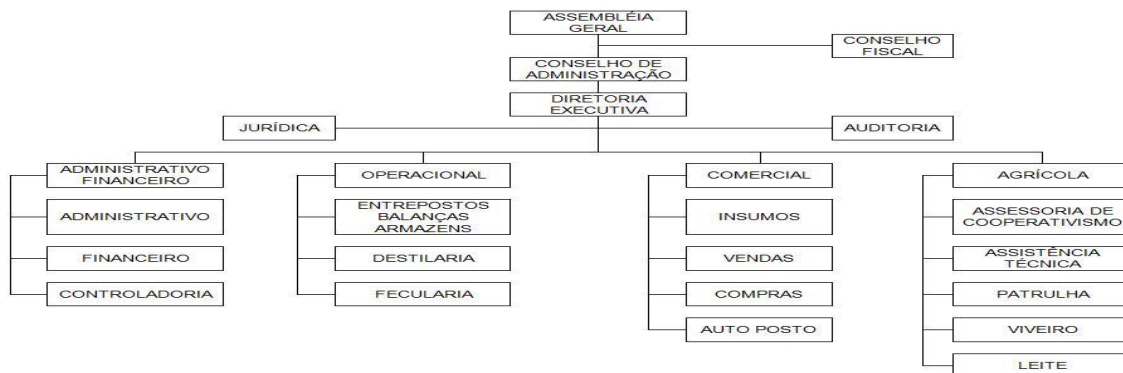 ASSEMBLÉIA
GERAL
CONSELHO
FISCAL
CONSELHO DE
ADMINISTRAÇÃO
DIRETORIA
EXECUTIVA
JURÍDICA
AUDITORIA
ADMINISTRATIVO
FINANCEIRO
OPERACIONAL
COMERCIAL
AGRÍCOLA
ADMINISTRATIVO
ENTREPOSTOS
BALANÇAS
ARMAZENS
INSUMOS
ASSESSORIA DE
COOPERATIVISMO
FINANCEIRO
DESTILARIA
VENDAS
ASSISTÊNCIA
TÉCNICA
CONTROLADORIA
FECULARIA
COMPRAS
PATRULHA
AUTO POSTO
VIVEIRO
LEITE